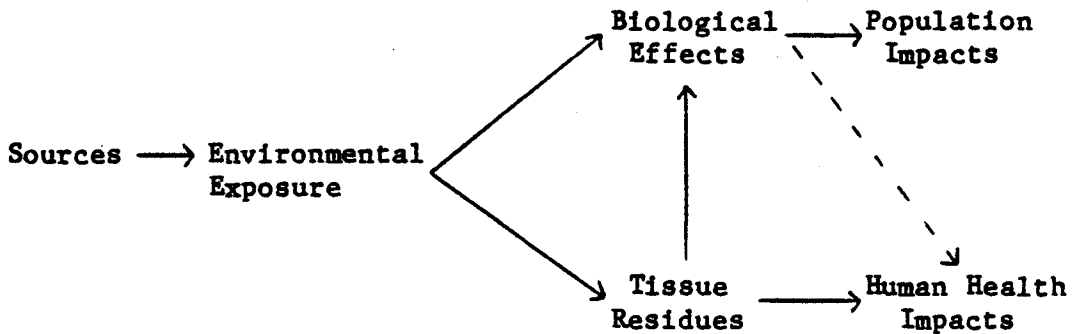 Biological
Effects
Population
Impacts
Sources
Environmental
Exposure
Tissue
Residues
Human Health
Impacts